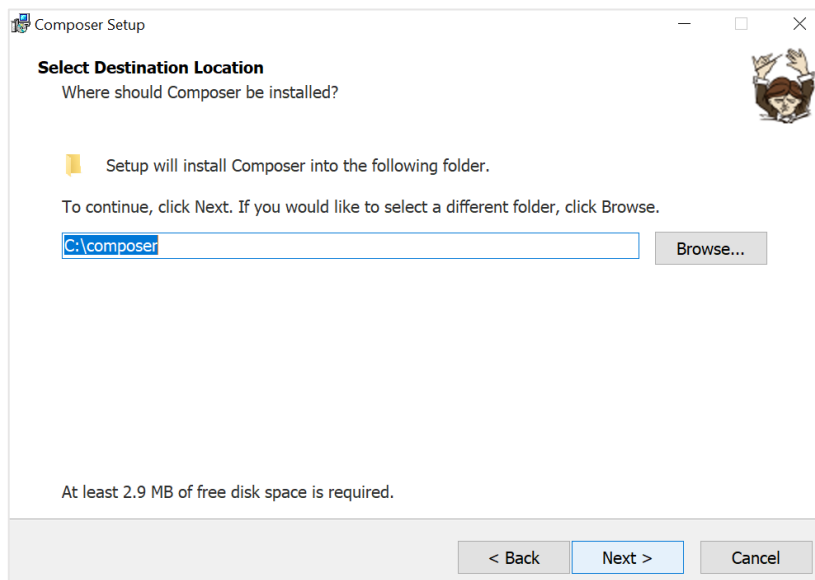 Composer Setup
Select Destination Location
Where should Composer be installed?
Setup will install Composer into the following folder.
To continue, click Next. If you would like to select a different folder, click Browse.
C:\composer
Browse...
At least 2.9 MB of free disk space is required.
< Back
Next >
Cancel